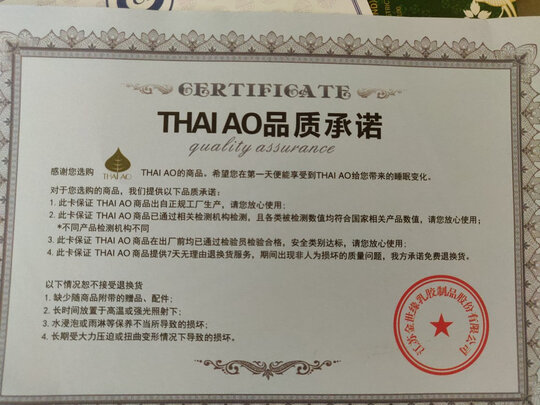 CERTIFICATE
THAI AO品质承诺
quality assurance
感谢您选购 THAI AO THAI AO的商品。希望您在第一天便能享受到THAI AO给您带来的睡眠变化。
对于您选购的商品，我们提供以下品质承诺：
1. 此卡保证 THAI AO 商品出自正规工厂生产，请您放心使用；
2. 此卡保证 THAI AO 商品已通过相关检测机构检测，且各类被检测数值均符合国家相关产品数值，请您放心使用；
*不同产品检测机构不同
3. 此卡保证 THAI AO 商品在出厂前均已通过检验员检验合格，安全类别达标，请您放心使用；
4. 此卡保证 THAI AO 商品提供7天无理由退换货服务，期间出现非人为损坏的质量问题，我方承诺免费退换货。
以下情况恕不接受退换货
1. 缺少随商品附带的赠品、配件；
2. 长时间放置于高温或强光照射下；
3. 水浸泡或雨淋等保养不当所导致的损坏；
4. 长期受大力压迫或扭曲变形情况下导致的损坏。
江苏金世缘乳胶制品股份有限公司